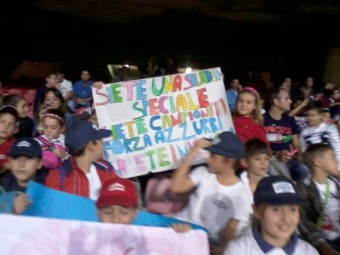 SIETE UNA SQUADRA
SPECIALE
SIETE CAMPIONI
FORZA AZZURRI
SIETE I